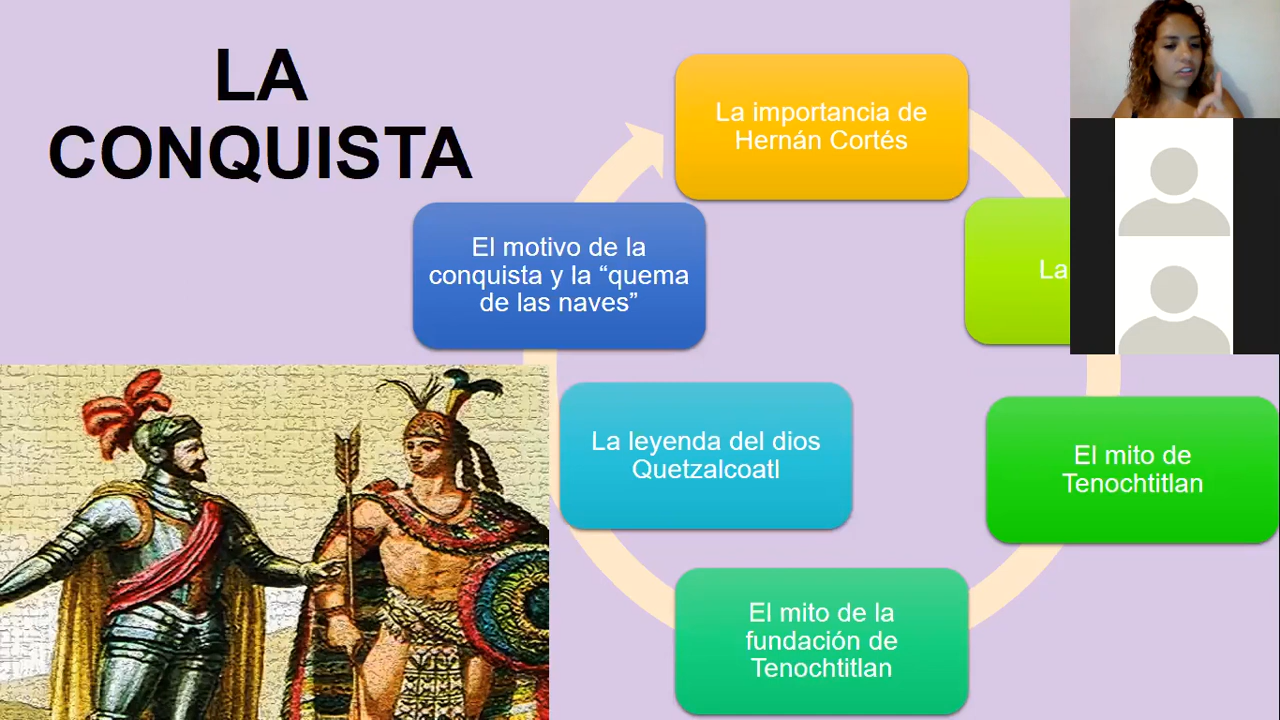 LA
CONQUISTA
La importancia de
Hernán Cortés
La
El mito de
Tenochtitlan
El mito de la
fundación de
Tenochtitlan
La leyenda del dios
Quetzalcoatl
El motivo de la
conquista y la “quema
de las naves”